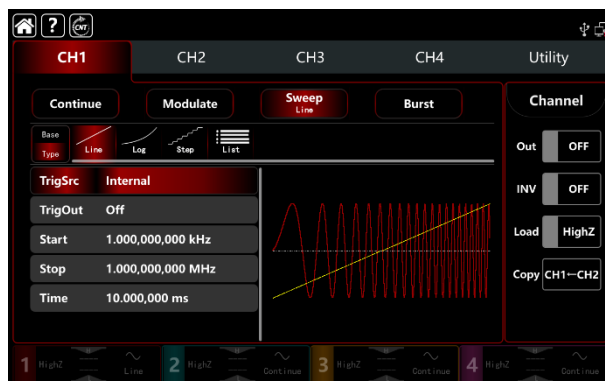 ? CNT
CH1 CH2 CH3 CH4 Utility
Continue Modulate Sweep Burst Channel
Line
Base
Type Line Log Step List
Out OFF
TrigSrc Internal
INV OFF
TrigOut Off
Start 1.000,000,000 kHz
Load HighZ
Stop 1.000,000,000 MHz
Copy CH1←CH2
Time 10.000,000 ms
1 HighZ Line 2 HighZ Continue 3 HighZ Continue 4 HighZ Continue